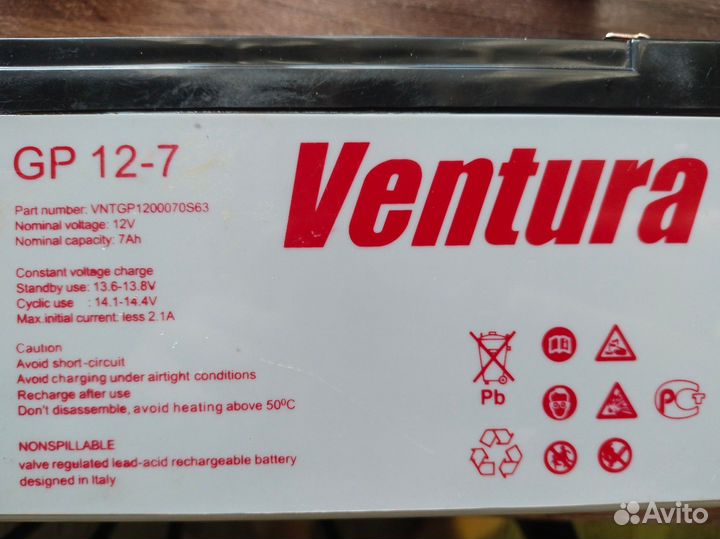 GP 12-7
Ventura
Part number: VNTGP1200070S63
Nominal voltage: 12V
Nominal capacity: 7Ah
Constant voltage charge
Standby use: 13.6-13.8V
Cyclic use : 14.1-14.4V
Max.initial current: less 2.1A
Caution
Avoid short-circuit
Avoid charging under airtight conditions
Recharge after use
Don't disassemble, avoid heating above 50⁰C
NONSPILLABLE
valve regulated lead-acid rechargeable battery
designed in Italy
Pb
РСТ
Avito